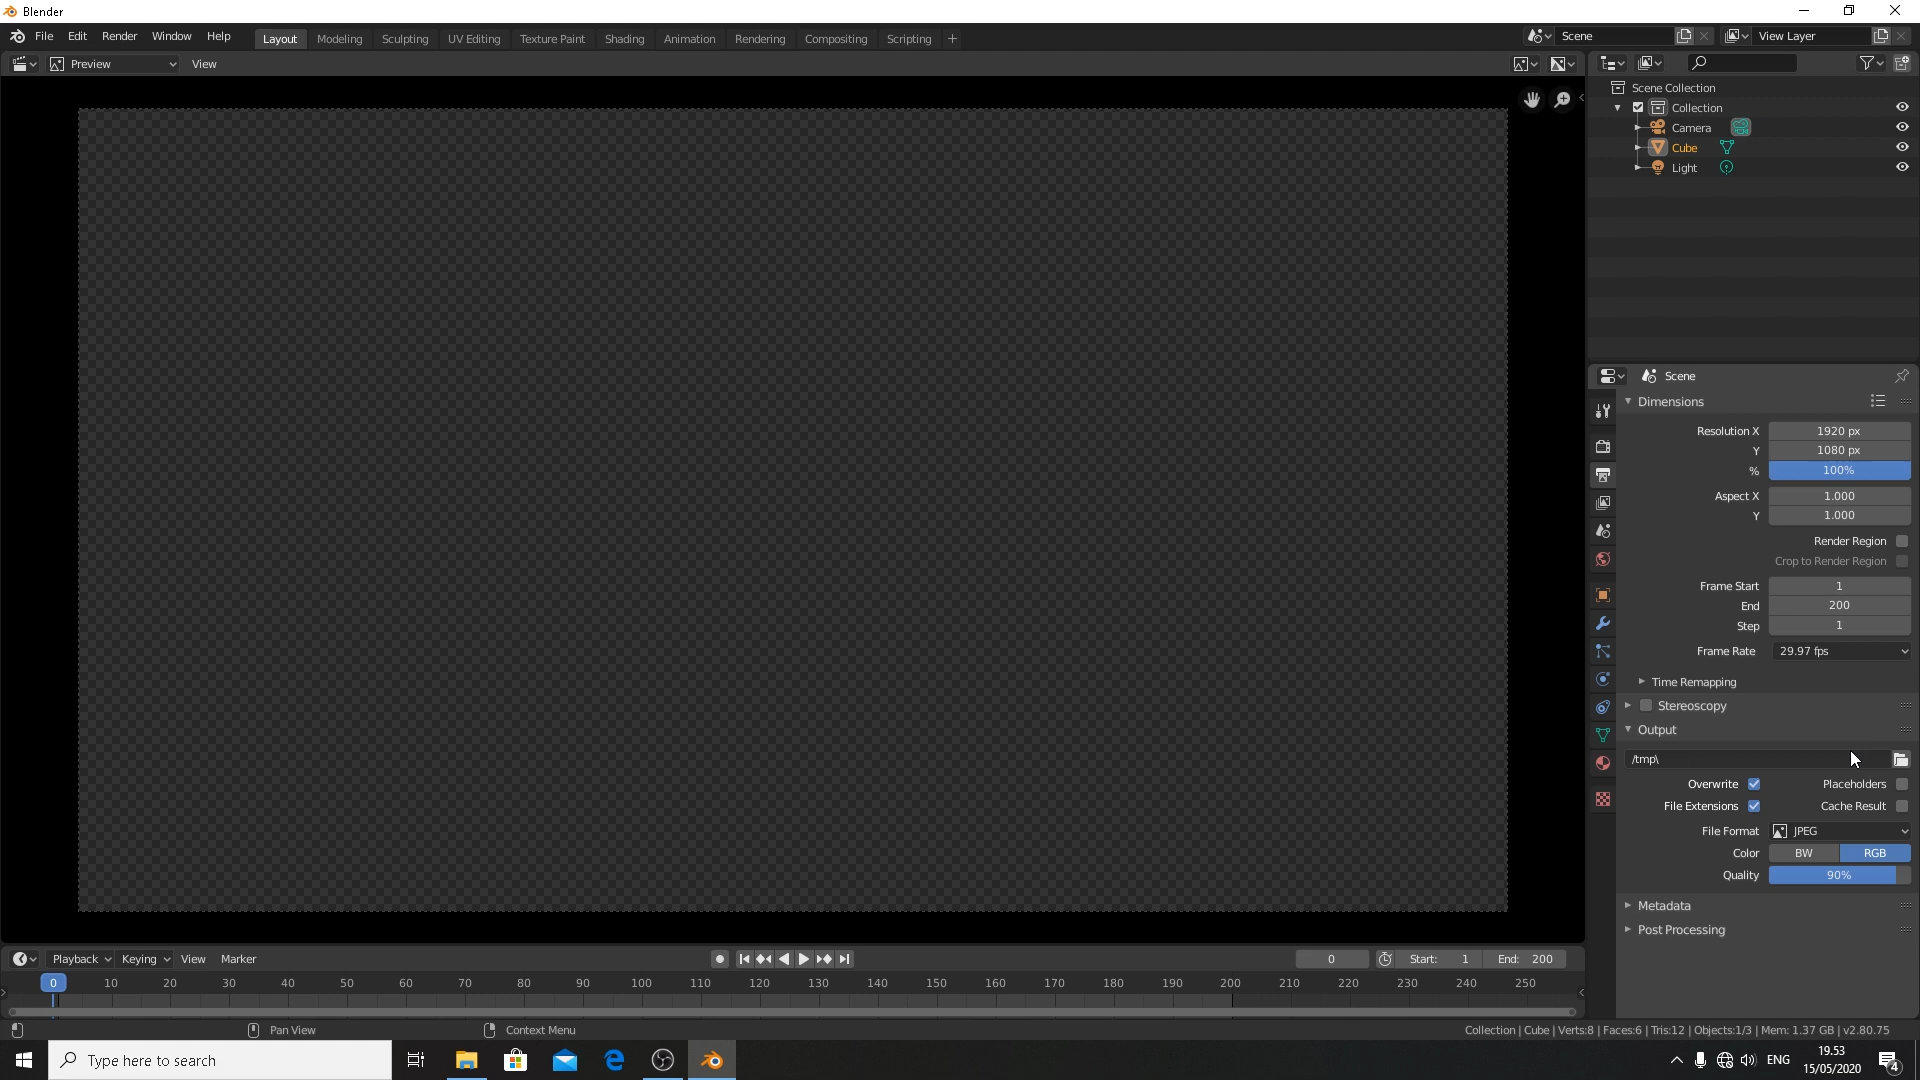 Blender
File Edit Render Window Help Layout Modeling Sculpting UV Editing Texture Paint Shading Animation Rendering Compositing Scripting + Scene View Layer
Preview View
Scene Collection
Collection
Camera
Cube
Light
Scene
Dimensions
Resolution X 1920 px
Y 1080 px
% 100%
Aspect X 1.000
Y 1.000
Render Region
Crop to Render Region
Frame Start 1
End 200
Step 1
Frame Rate 29.97 fps
Time Remapping
Stereoscopy
Output
/tmp\
Overwrite Placeholders
File Extensions Cache Result
File Format JPEG
Color BW RGB
Quality 90%
Metadata
Post Processing
Playback Keying View Marker 0 Start: 1 End: 200
0 10 20 30 40 50 60 70 80 90 100 110 120 130 140 150 160 170 180 190 200 210 220 230 240 250
Pan View Context Menu Collection | Cube | Verts:8 | Faces:6 | Tris:12 | Objects:1/3 | Mem: 1.37 GB | v2.80.75
Type here to search ENG 19.53
15/05/2020 4